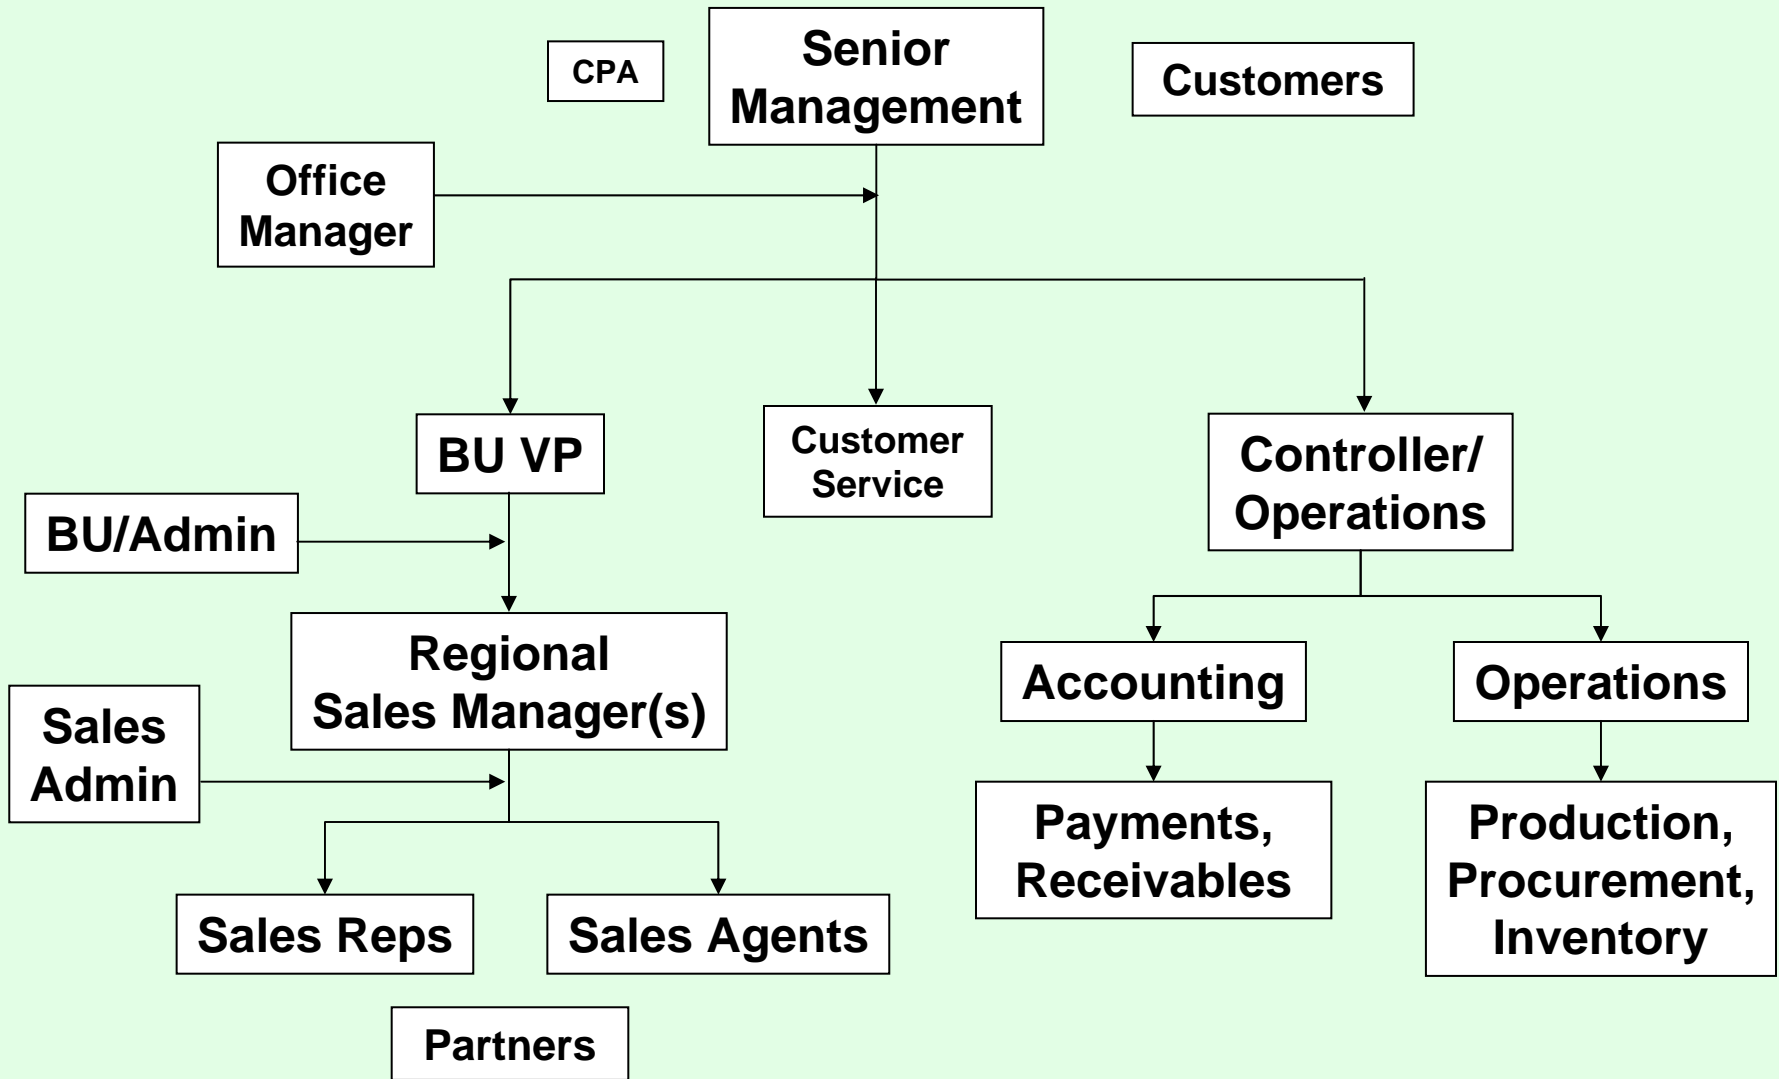 CPA
Senior
Management
Customers
Office
Manager
BU VP
Customer
Service
Controller/
Operations
BU/Admin
Regional
Sales Manager(s)
Accounting
Operations
Sales
Admin
Payments,
Receivables
Production,
Procurement,
Inventory
Sales Reps
Sales Agents
Partners